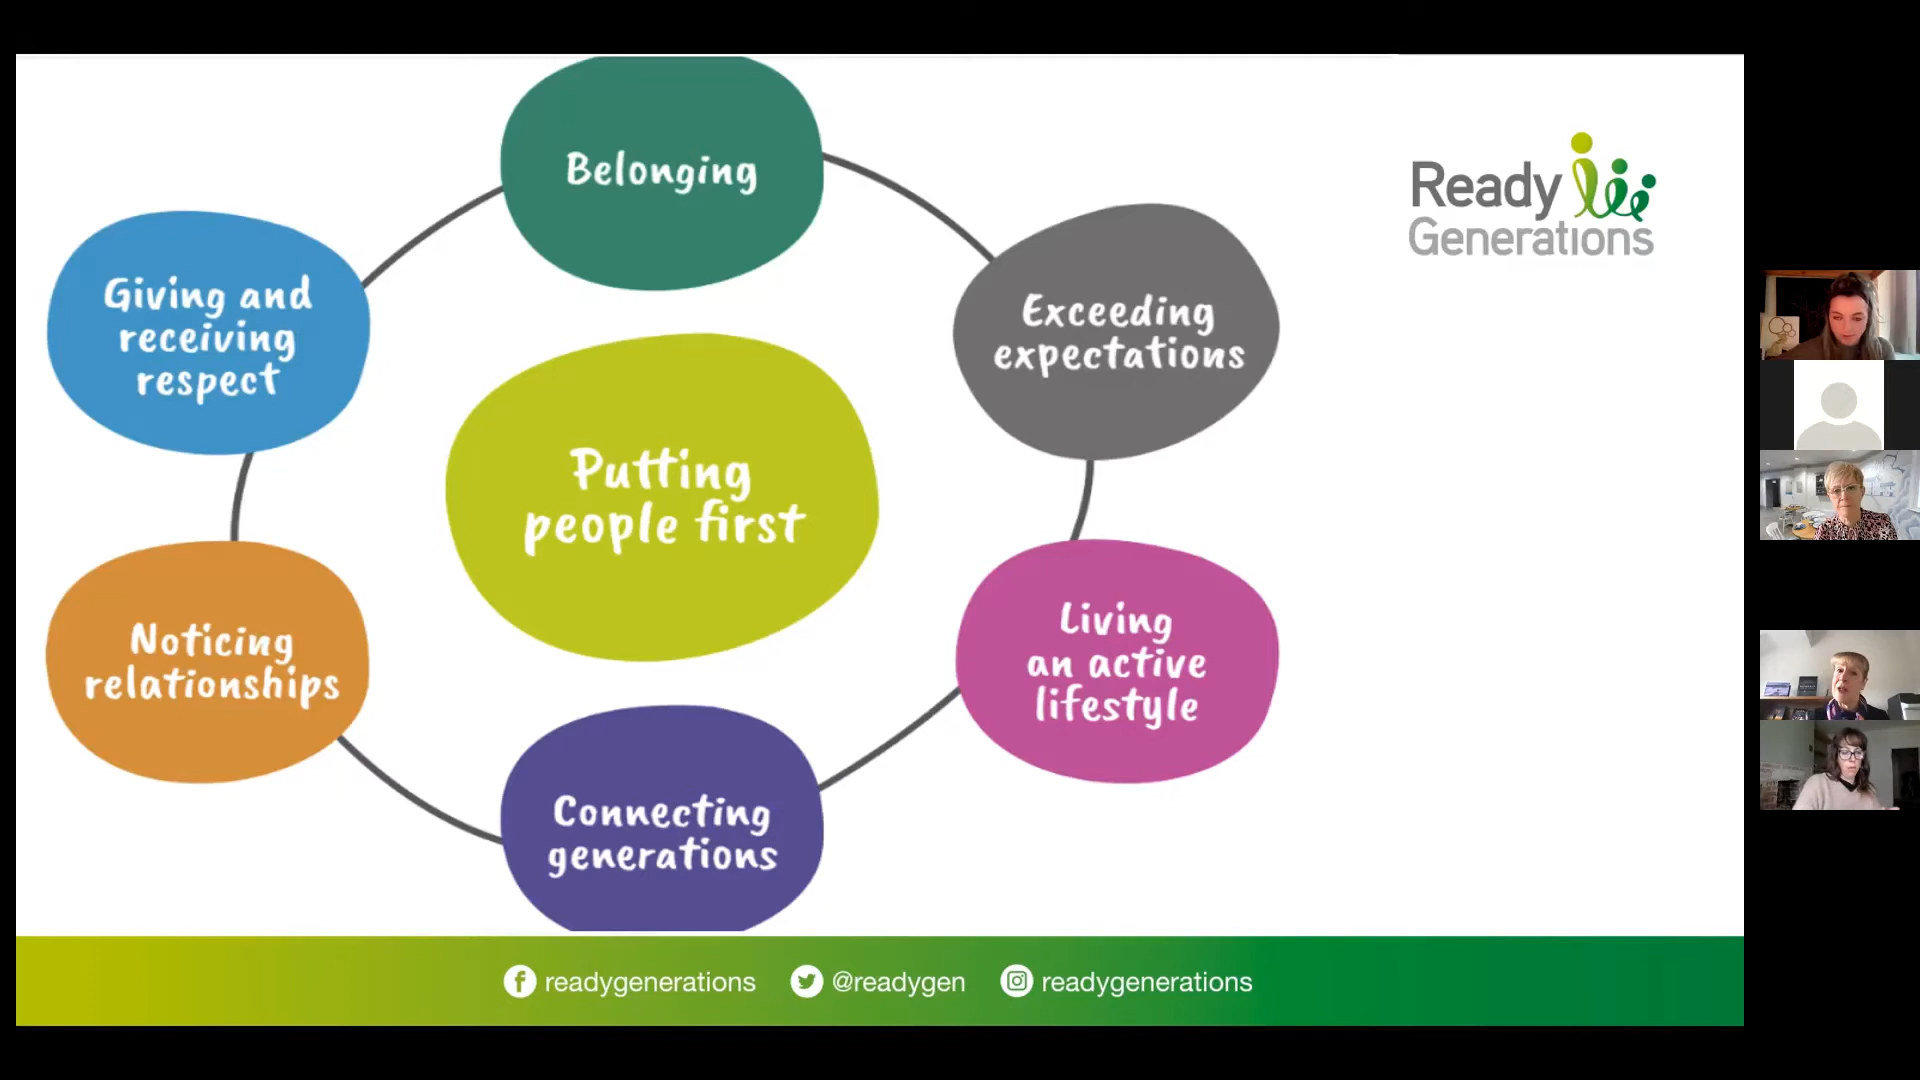 Belonging
Ready
Generations
Giving and
receiving
respect
Exceeding
expectations
Putting
people first
Noticing
relationships
Living
an active
lifestyle
Connecting
generations
readygenerations
@readygen
readygenerations